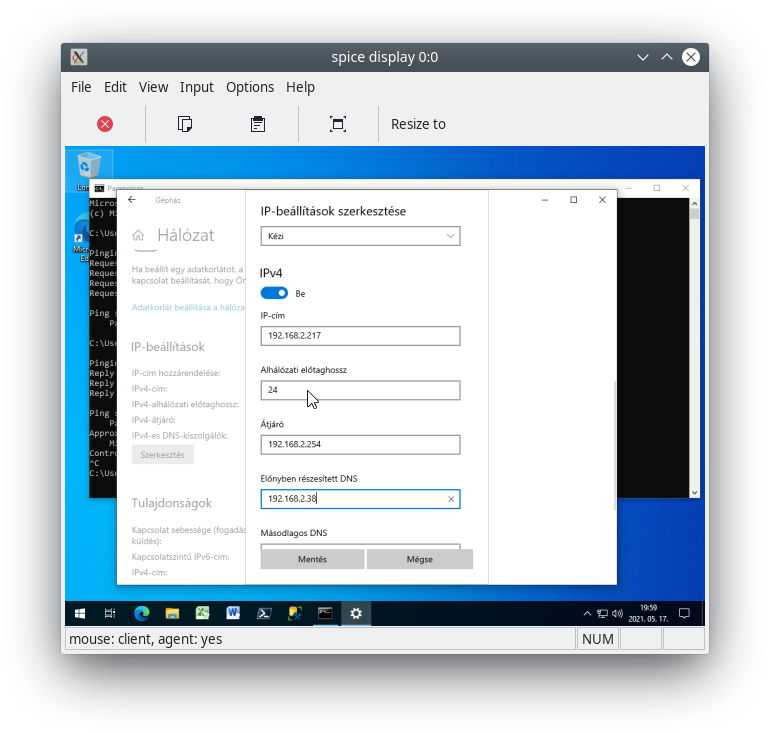 spice display 0:0
File Edit View Input Options Help
Resize to
Gépház
Hálózat
Ha beállít egy adatkorlátot, a
kapcsolat beállítását, hogy Ön
Adatkorlát beállítása a hálóza
IP-beállítások
IP-cím hozzárendelése:
IPv4-cím:
IPv4-alhálózati előtaghossz:
IPv4-átjáró:
IPv4-es DNS-kiszolgálók:
Szerkesztés
Tulajdonságok
Kapcsolat sebessége (fogadás
küldés):
Kapcsolatszintű IPv6-cím:
IPv4-cím:
IP-beállítások szerkesztése
Kézi
IPv4
Be
IP-cím
192.168.2.217
Alhálózati előtaghossz
24
Átjáró
192.168.2.254
Előnyben részesített DNS
192.168.2.38
Másodlagos DNS
Mentés Mégse
Micros
(c) Mi
C:\Use
Pingin
Reques
Reques
Reques
Reques
Ping s
Pa
C:\Use
Pingin
Reply
Reply
Reply
Ping s
Pa
Approx
Mi
Contro
^C
C:\Use
19:59
2021. 05. 17.
mouse: client, agent: yes
NUM